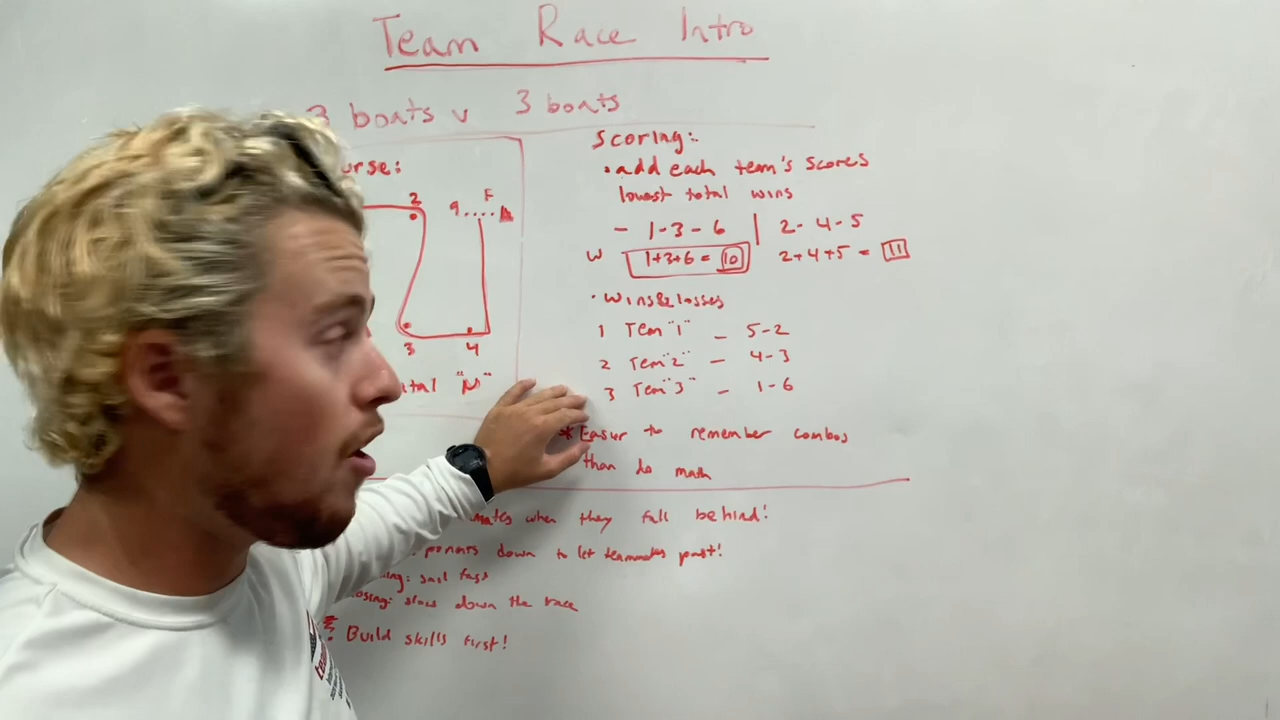 Team Race Intro
3 boats v 3 boats
urse:
2
F
3
4
tal "N"
Scoring:
• add each team's scores
lowest total wins
- 1-3-6 | 2-4-5
W 1+3+6 = 10 2+4+5 = 11
• wins&losses
1 Tem "1" - 5-2
2 Tem "2" - 4-3
3 Tem "3" - 1-6
* Easier to remember combos
than do math
mates when they fall behind!
down to let teammates past!
ing: sail fast
osing: slow down the race
Build skills first!